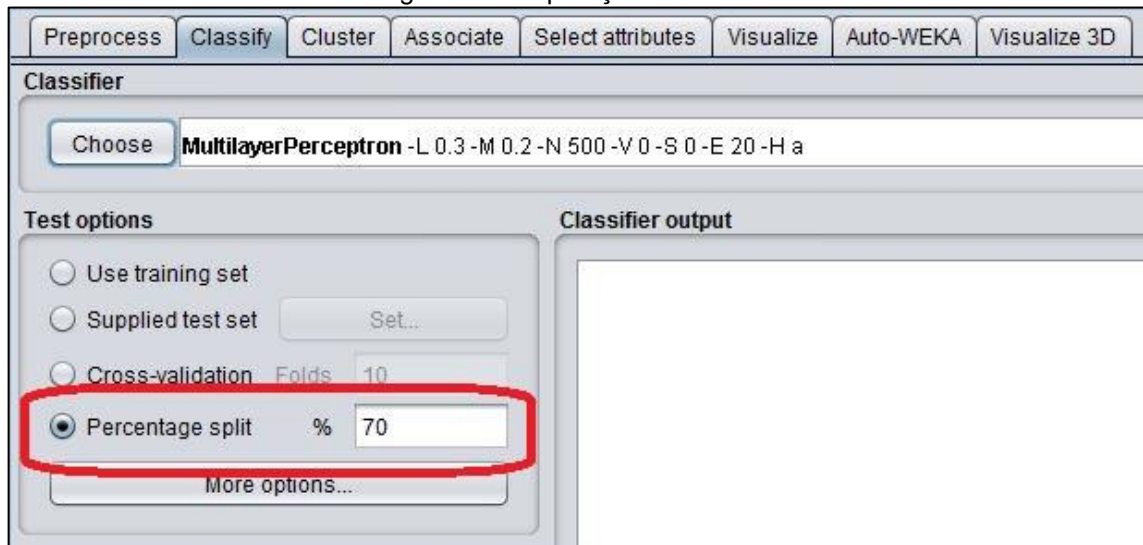 Preprocess Classify Cluster Associate Select attributes Visualize Auto-WEKA Visualize 3D
Classifier
Choose MultilayerPerceptron -L 0.3 -M 0.2 -N 500 -V 0 -S 0 -E 20 -H a
Test options Classifier output
Use training set
Supplied test set Set...
Cross-validation Folds 10
Percentage split % 70
More options...